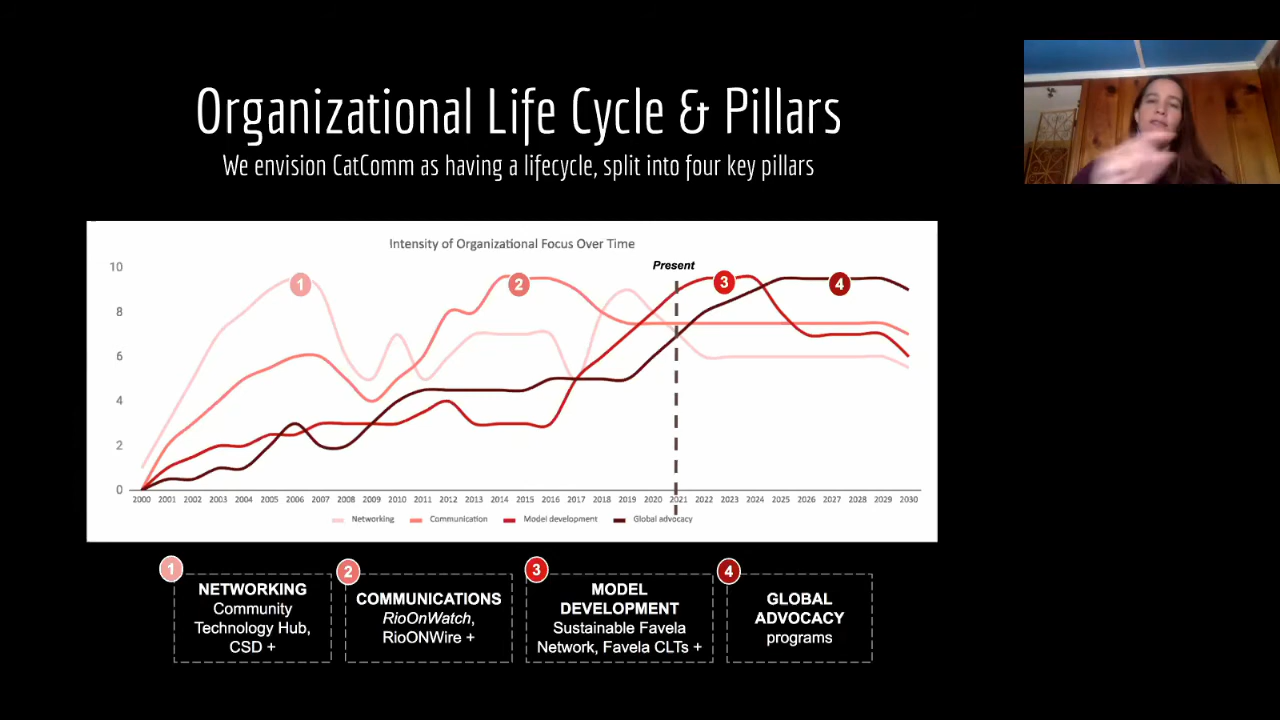 Organizational Life Cycle & Pillars
We envision CatComm as having a lifecycle, split into four key pillars
Intensity of Organizational Focus Over Time
Present
10
8
6
4
2
0
1
2
3
4
2000 2001 2002 2003 2004 2005 2006 2007 2008 2009 2010 2011 2012 2013 2014 2015 2016 2017 2018 2019 2020 2021 2022 2023 2024 2025 2026 2027 2028 2029 2030
Networking Communication Model development Global advocacy
1
NETWORKING
Community
Technology Hub,
CSD +
2
COMMUNICATIONS
RioOnWatch,
RioONWire +
3
MODEL
DEVELOPMENT
Sustainable Favela
Network, Favela CLTs +
4
GLOBAL
ADVOCACY
programs